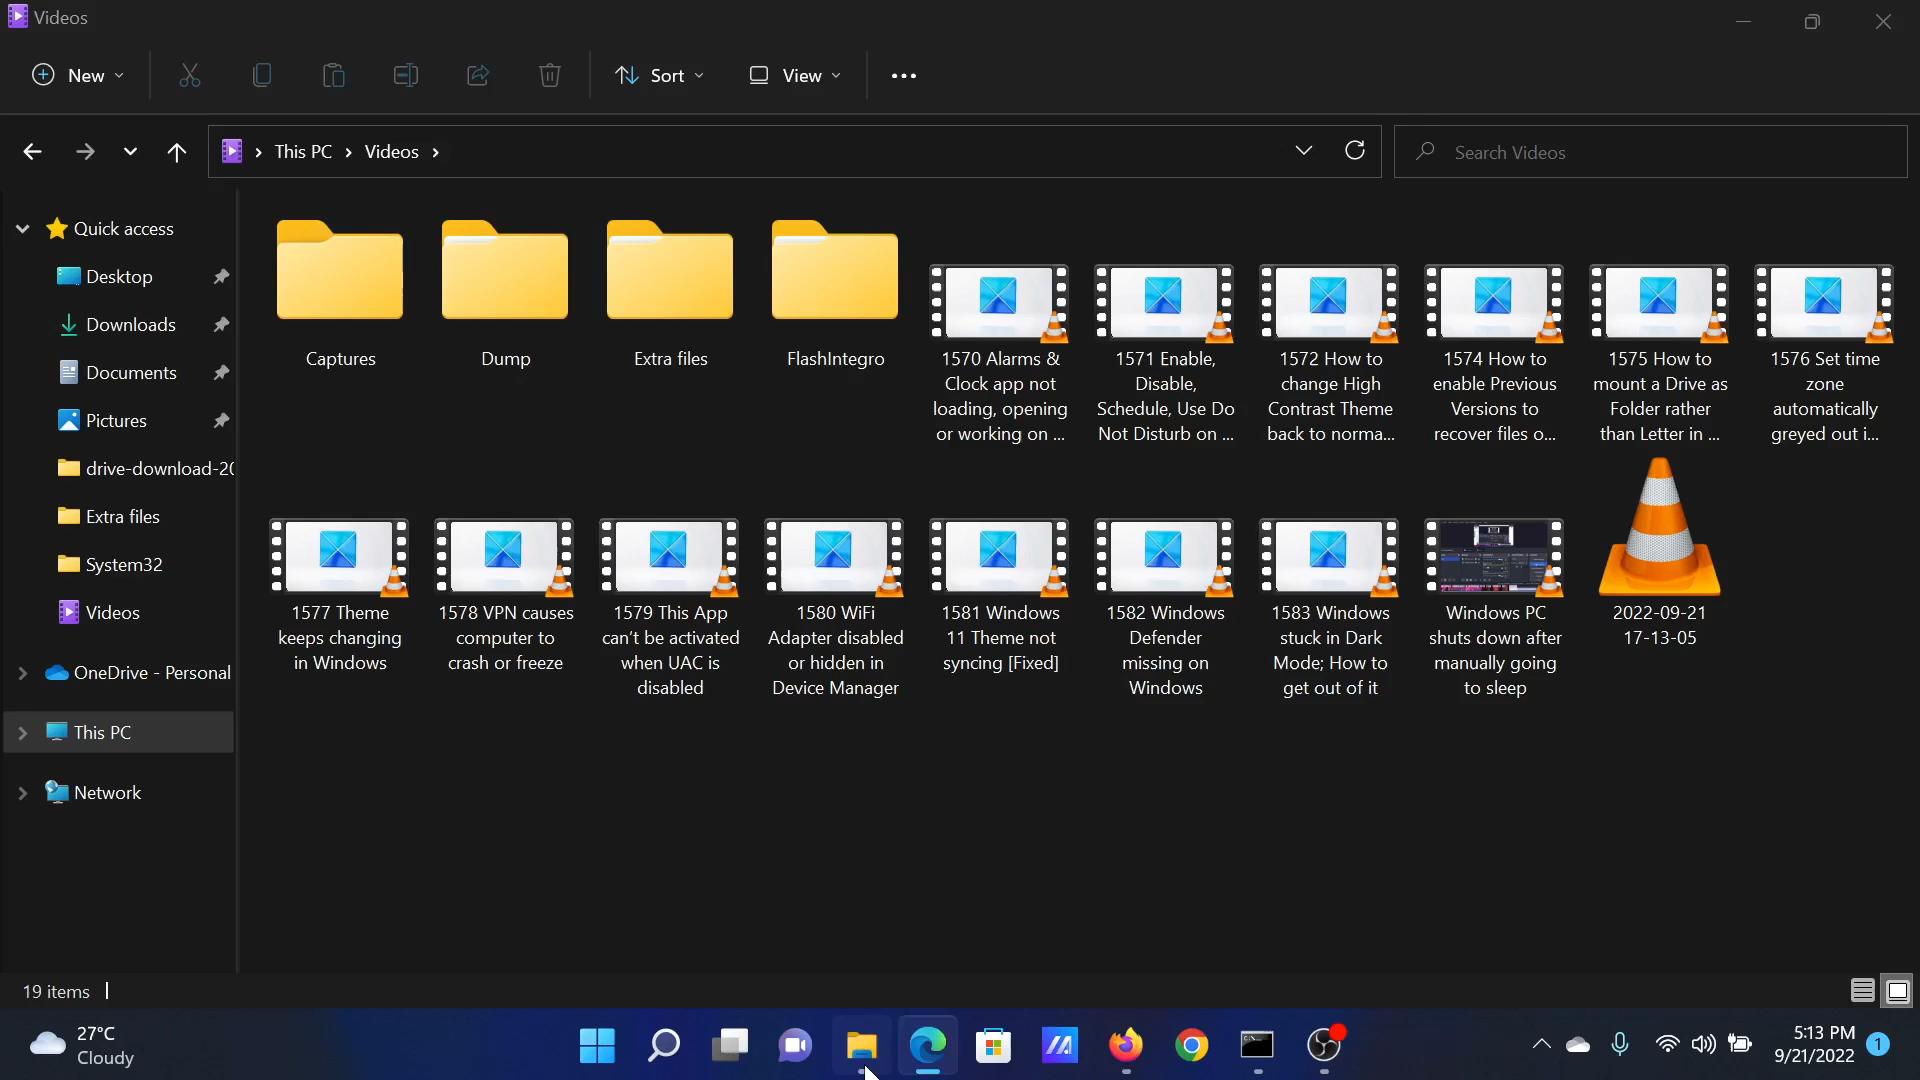 Videos
New
Sort
View
This PC
Videos
Search Videos
Quick access
Desktop
Downloads
Documents
Pictures
drive-download-20
Extra files
System32
Videos
OneDrive - Personal
This PC
Network
Captures
Dump
Extra files
FlashIntegro
1570 Alarms &
Clock app not
loading, opening
or working on ...
1571 Enable,
Disable,
Schedule, Use Do
Not Disturb on ...
1572 How to
change High
Contrast Theme
back to norma...
1574 How to
enable Previous
Versions to
recover files o...
1575 How to
mount a Drive as
Folder rather
than Letter in ...
1576 Set time
zone
automatically
greyed out i...
1577 Theme
keeps changing
in Windows
1578 VPN causes
computer to
crash or freeze
1579 This App
can't be activated
when UAC is
disabled
1580 WiFi
Adapter disabled
or hidden in
Device Manager
1581 Windows
11 Theme not
syncing [Fixed]
1582 Windows
Defender
missing on
Windows
1583 Windows
stuck in Dark
Mode; How to
get out of it
Windows PC
shuts down after
manually going
to sleep
2022-09-21
17-13-05
19 items
27°C
Cloudy
5:13 PM
9/21/2022
1